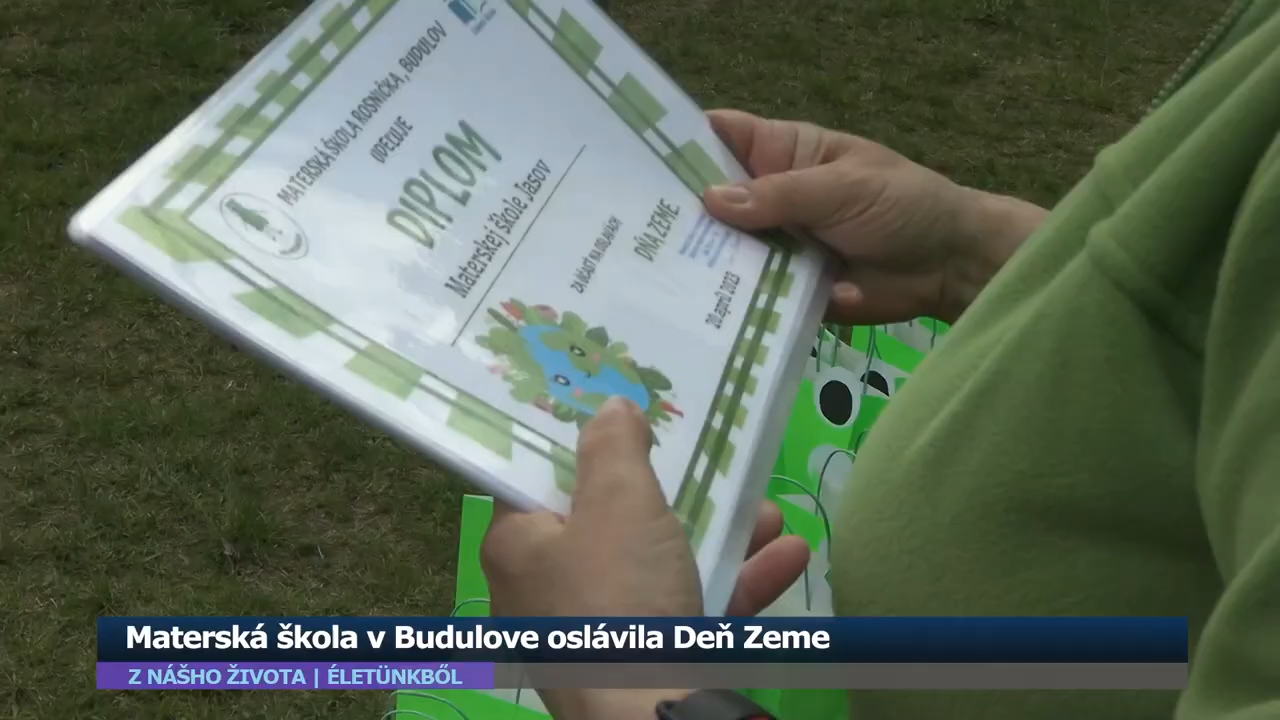 MATERSKÁ ŠKOLA ROSNIČKA, BUDULOV
UDEĽUJE
DIPLOM
Materskej škole Jasov
ZA ÚČASŤ NA OSLAVÁCH
DŇA ZEME
20.apríl 2023
Materská škola v Budulove oslávila Deň Zeme
Z NÁŠHO ŽIVOTA | ÉLETÜNKBŐL